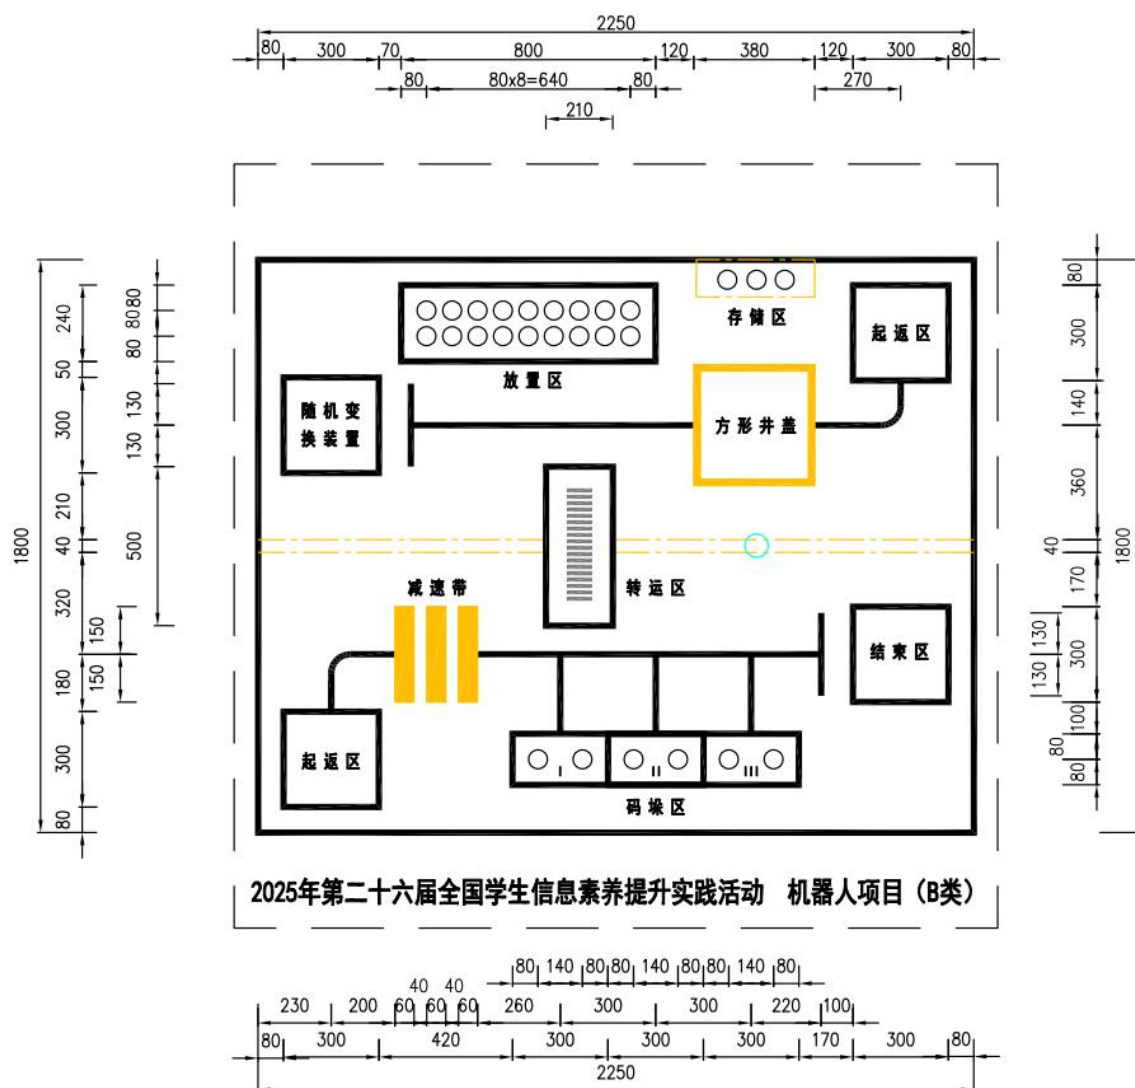 2250
80 300 70 800 120 380 120 300 80
80 80x8=640 80 270
210
1800
240
50
300
210
40
320
180
300
80
80
80
80
130
130
500
150
150
存储区
起返区
放置区
随机变
换装置
方形井盖
减速带
转运区
结束区
起返区
I II III
码垛区
80
300
140
360
40
170
300
100
80
80
130
130
1800
2025年第二十六届全国学生信息素养提升实践活动 机器人项目（B类）
80 140 80 80 140 80 80 140 80
40 40
230 200 60 60 60 260 300 300 220 100
80 300 420 300 300 300 170 300 80
2250